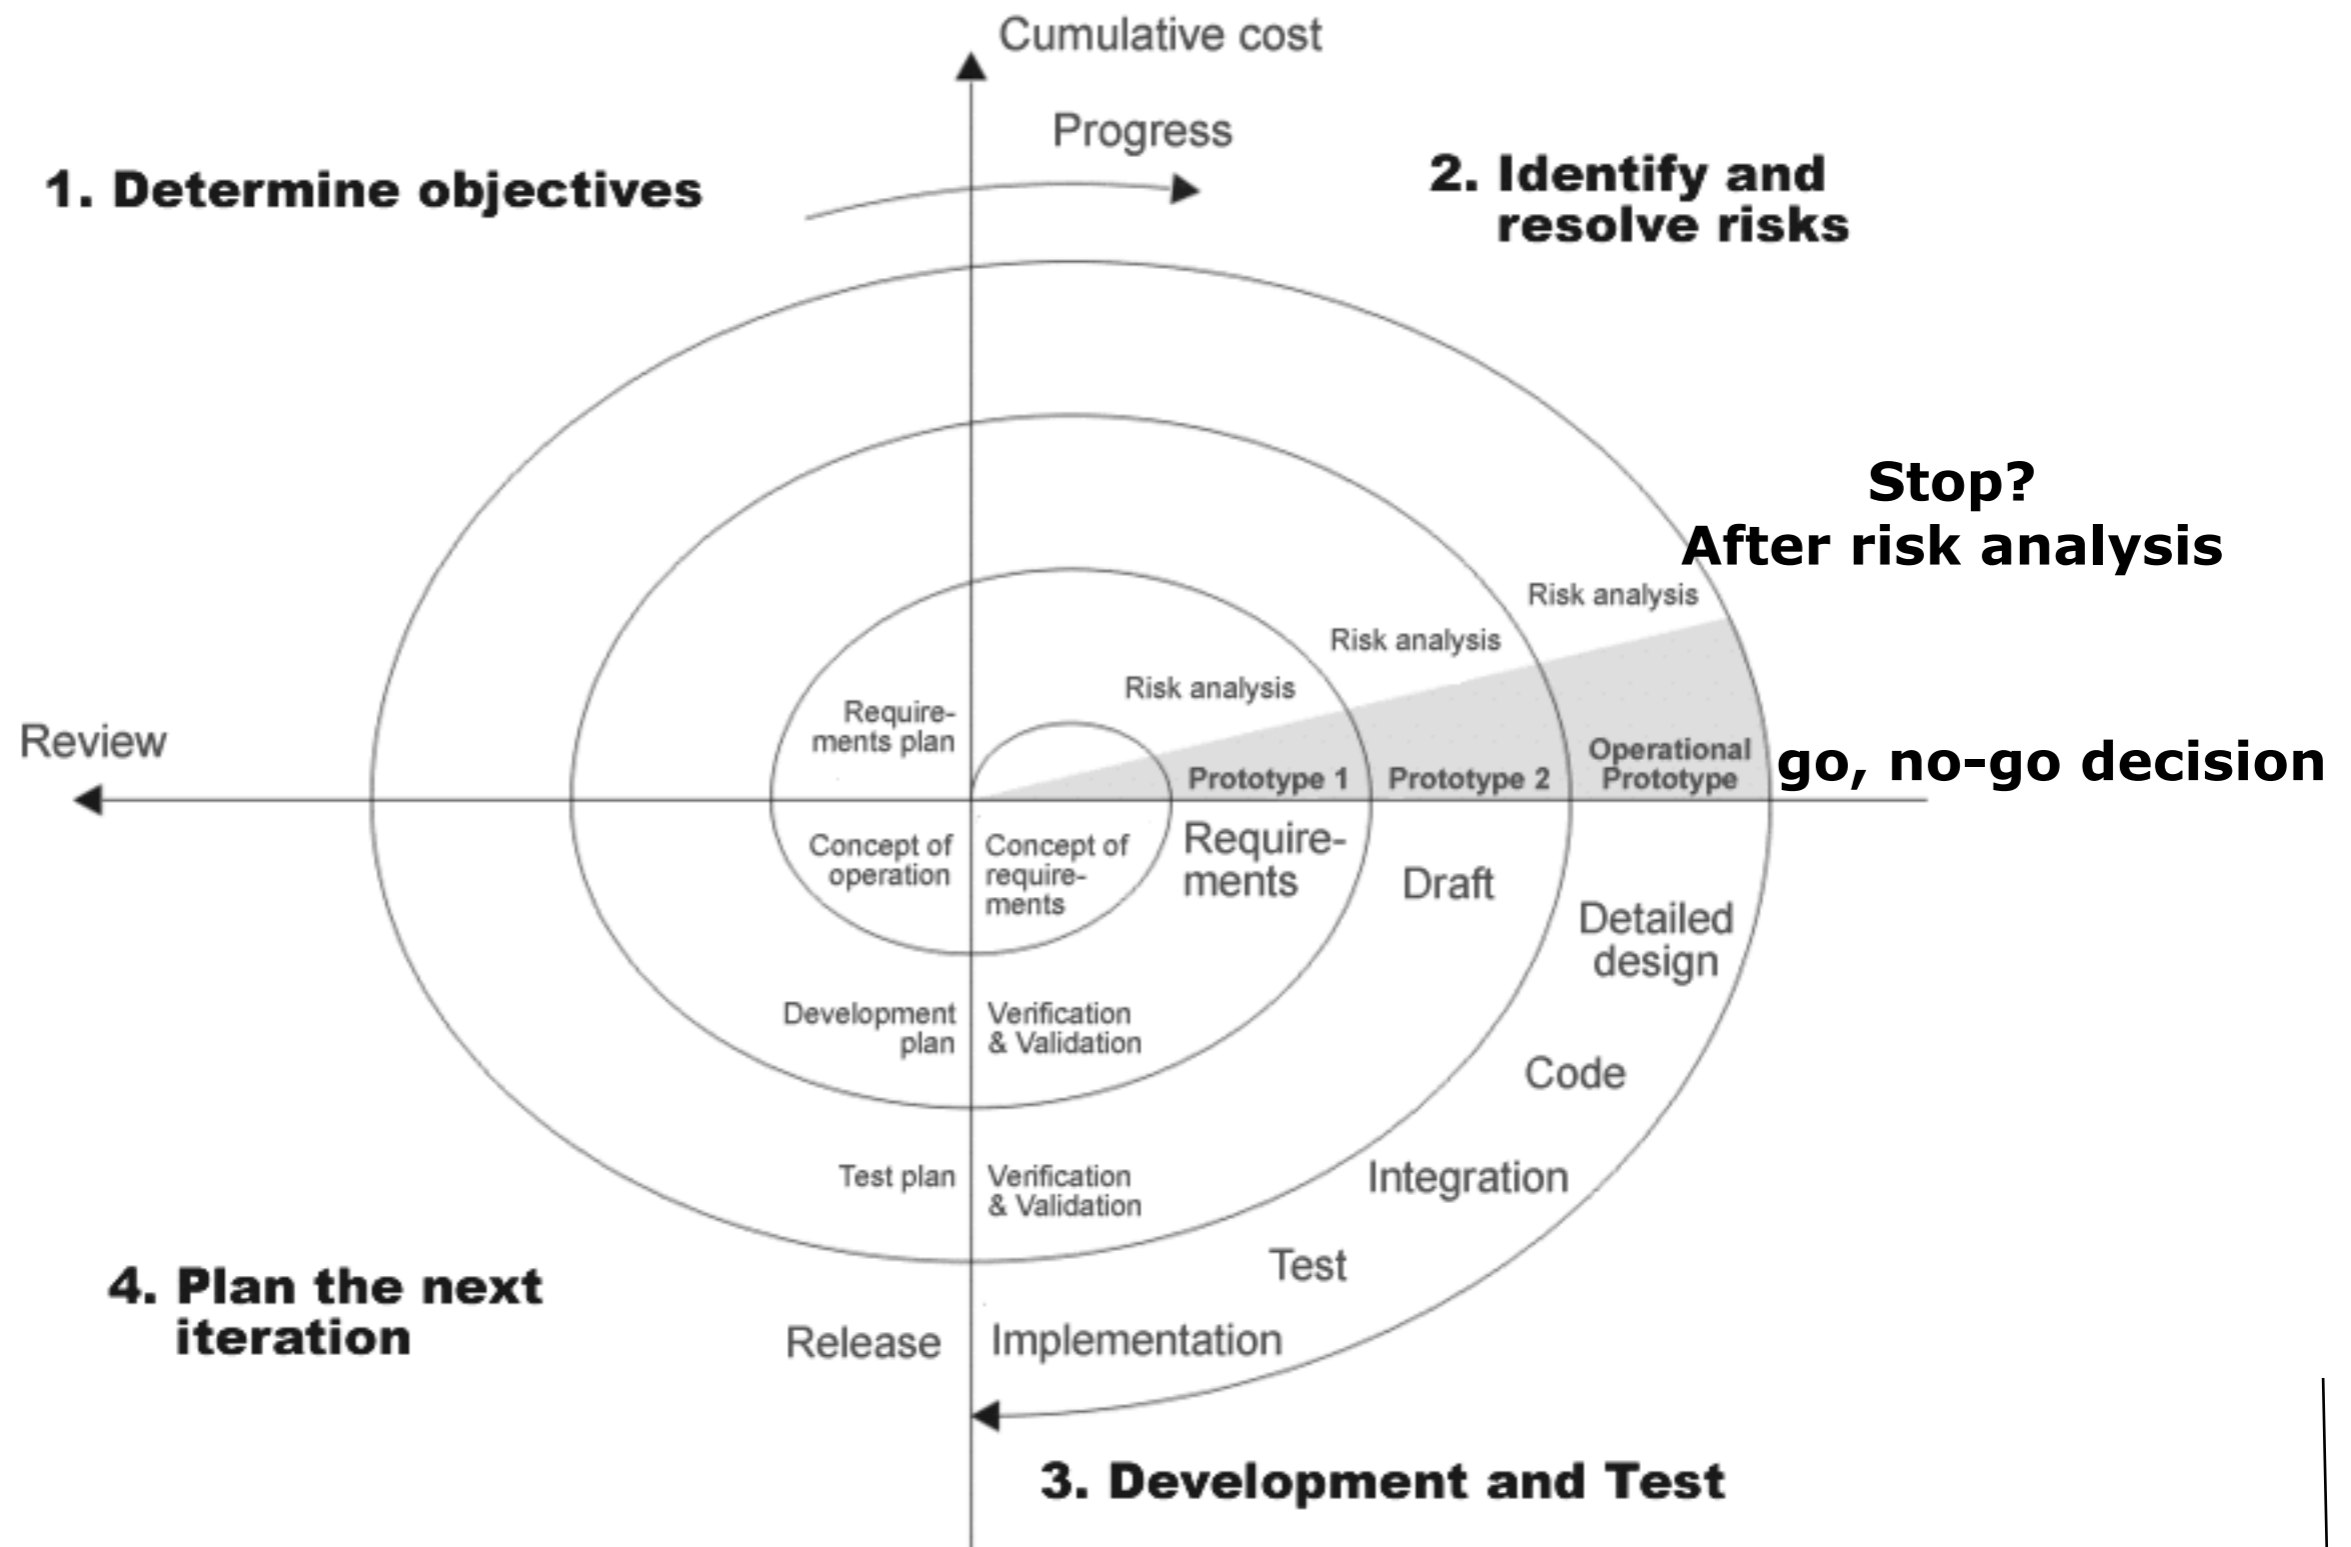 Cumulative cost
Progress
1. Determine objectives
2. Identify and
resolve risks
Stop?
After risk analysis
Risk analysis
Risk analysis
Risk analysis
Require-
ments plan
Review
Prototype 1
Prototype 2
Operational
Prototype
go, no-go decision
Concept of
operation
Concept of
require-
ments
Require-
ments
Draft
Detailed
design
Development
plan
Verification
& Validation
Code
Test plan
Verification
& Validation
Integration
Test
4. Plan the next
iteration
Release
Implementation
3. Development and Test